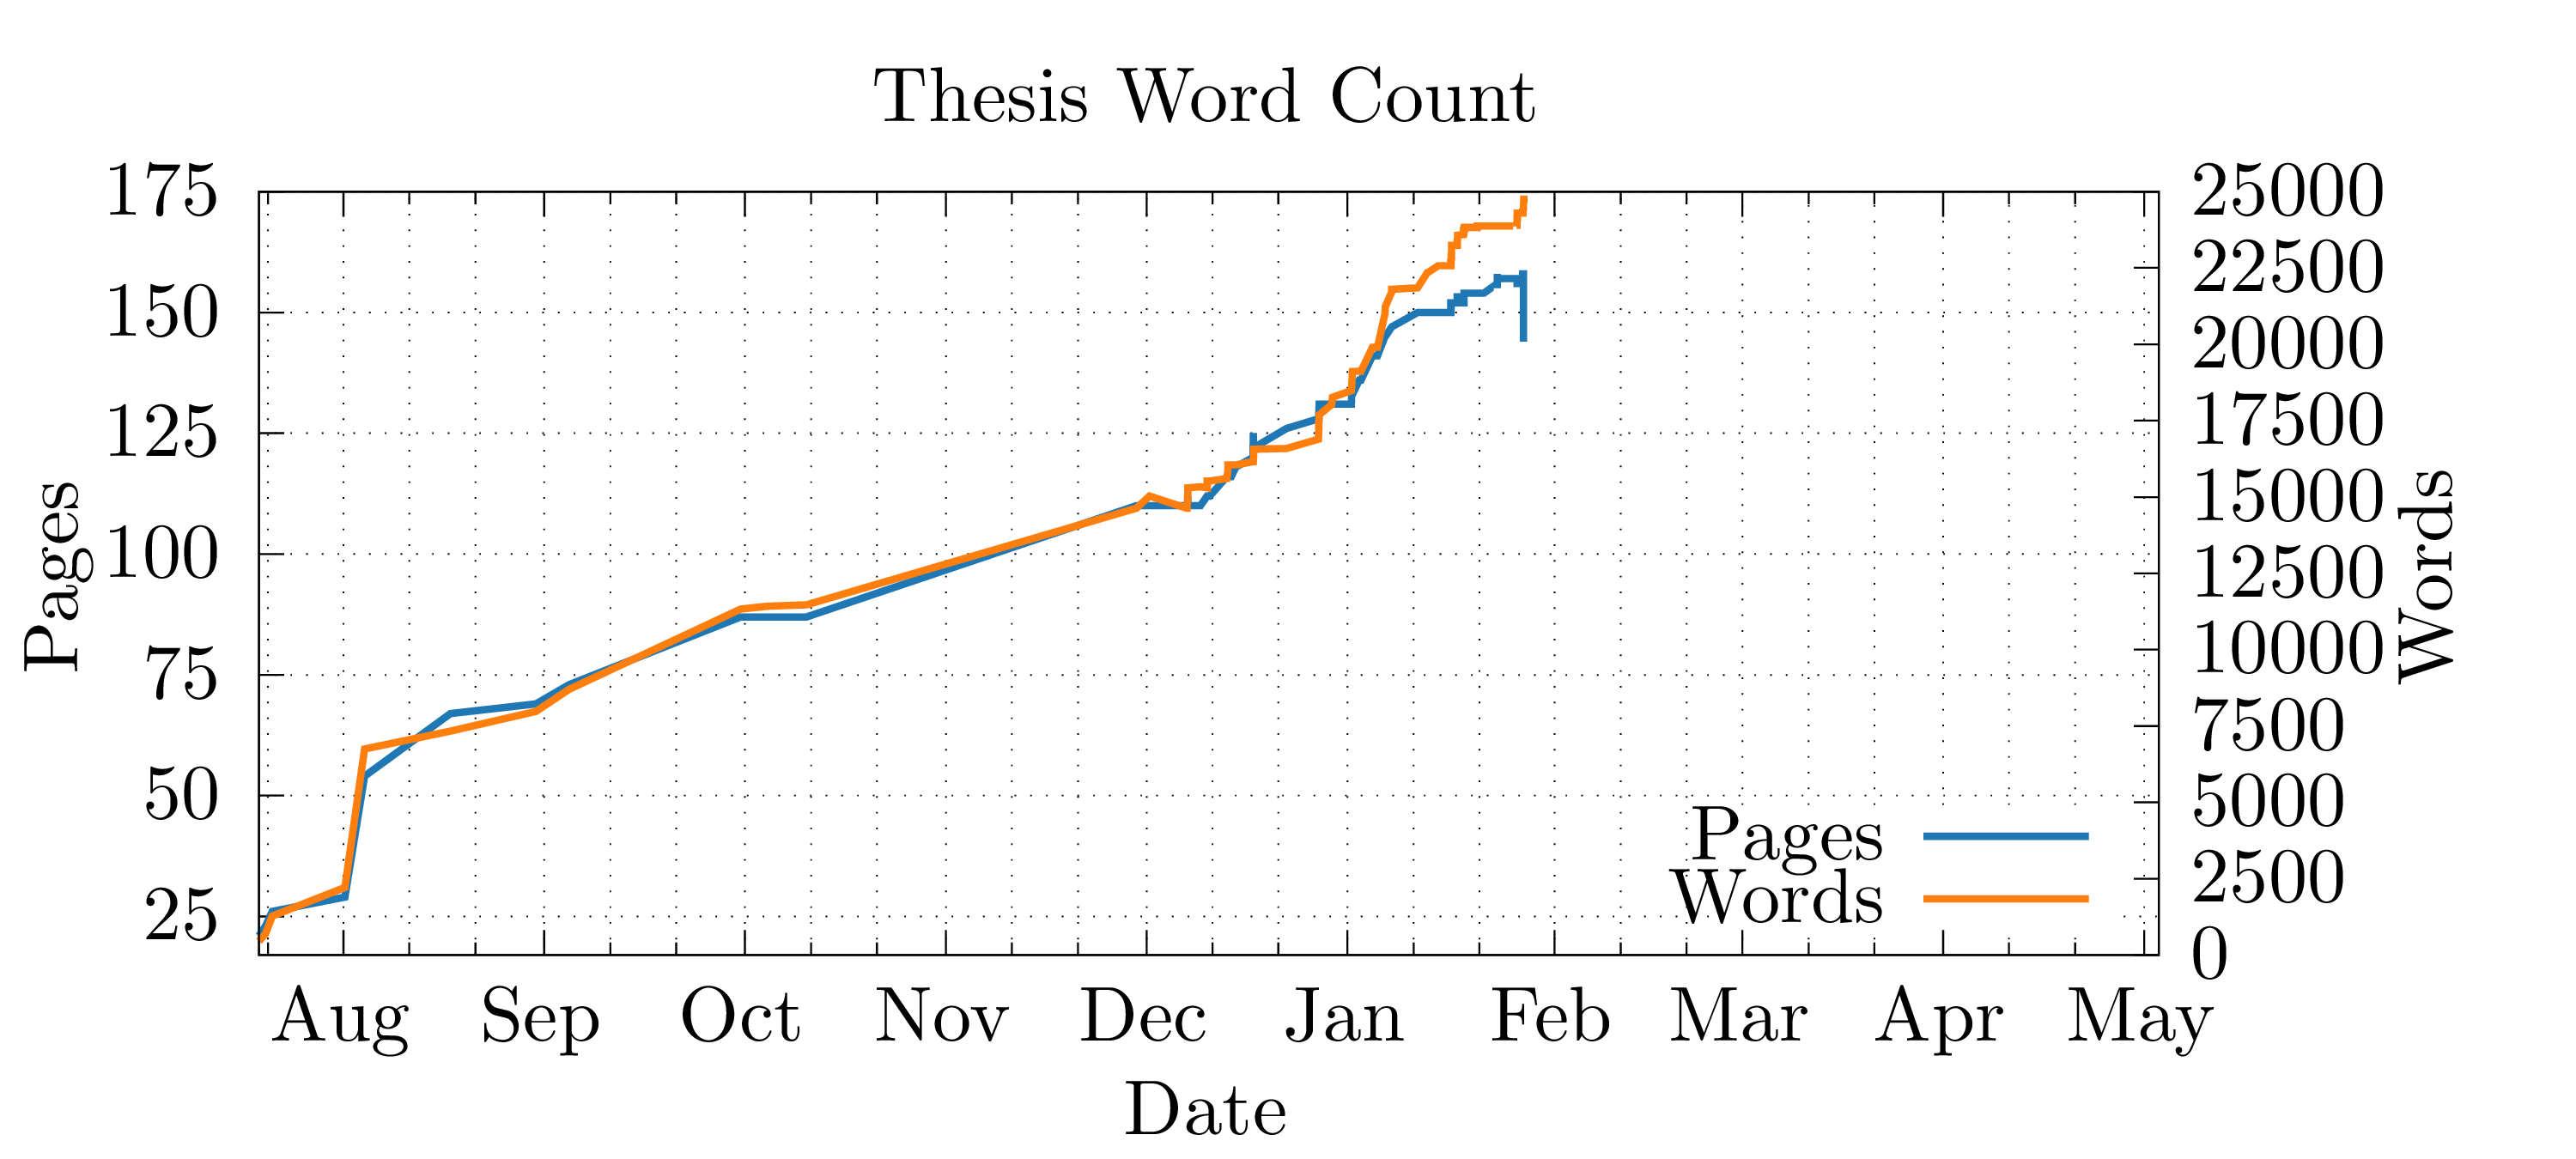 Thesis Word Count
175
150
125
100
75
50
25
Pages
25000
22500
20000
17500
15000
12500
10000
7500
5000
2500
0
Words
Pages
Words
Aug Sep Oct Nov Dec Jan Feb Mar Apr May
Date